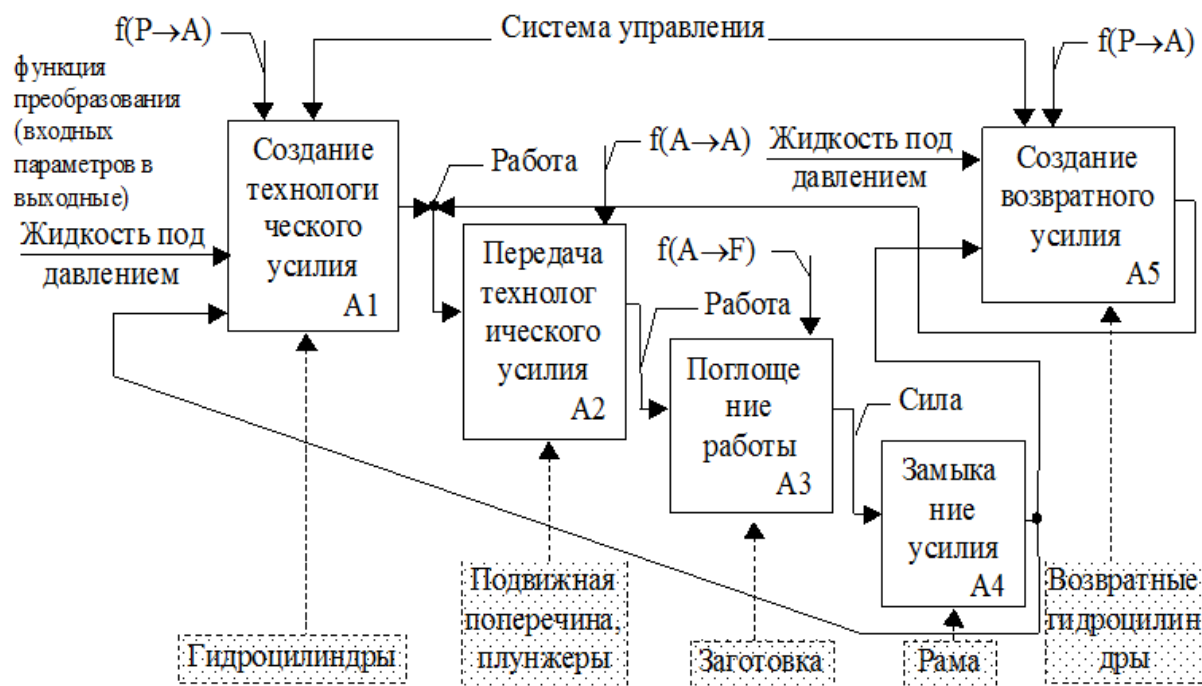 f(P→A)
Система управления
f(P→A)
функция
преобразования
(входных
параметров в
выходные)
Жидкость под
давлением
Создание
технологи
ческого
усилия
A1
Работа
f(A→A)
Жидкость под
давлением
Создание
возвратного
усилия
A5
Передача
технолог
ического
усилия
A2
f(A→F)
Работа
Поглоще
ние
работы
A3
Сила
Замыка
ние
усилия
A4
Гидроцилиндры
Подвижная
поперечина,
плунжеры
Заготовка
Рама
Возвратные
гидроцилин
дры